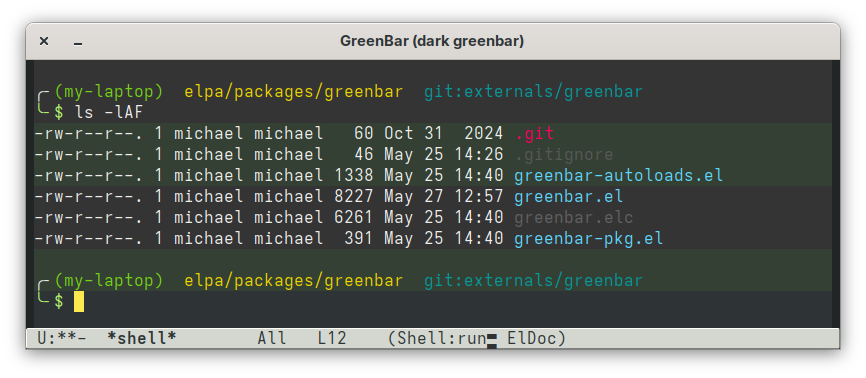 GreenBar (dark greenbar)
╭─(my-laptop)  elpa/packages/greenbar  git:externals/greenbar
╰─$ ls -lAF
-rw-r--r--. 1 michael michael   60 Oct 31  2024 .git
-rw-r--r--. 1 michael michael   46 May 25 14:26 .gitignore
-rw-r--r--. 1 michael michael 1338 May 25 14:40 greenbar-autoloads.el
-rw-r--r--. 1 michael michael 8227 May 27 12:57 greenbar.el
-rw-r--r--. 1 michael michael 6261 May 25 14:40 greenbar.elc
-rw-r--r--. 1 michael michael  391 May 25 14:40 greenbar-pkg.el
╭─(my-laptop)  elpa/packages/greenbar  git:externals/greenbar
╰─$
U:**-  *shell*        All   L12    (Shell:run ElDoc)